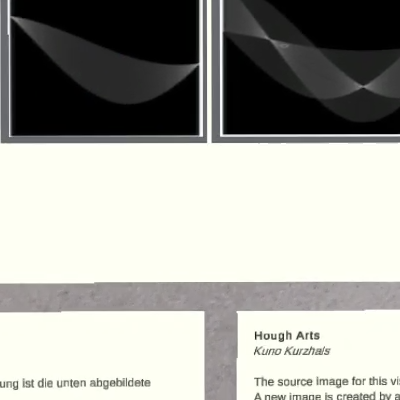 Hough Arts
Kuno Kurzhals
ung ist die unten abgebildete
The source image for this vi
A new image is created by a